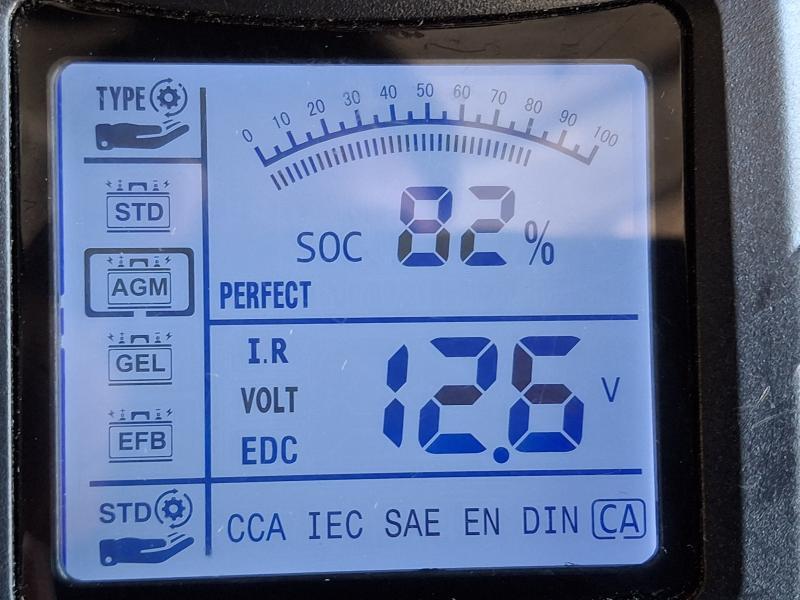 TYPE
0 10 20 30 40 50 60 70 80 90 100
STD
SOC 82 %
AGM
PERFECT
GEL
I.R
VOLT
12.6 V
EFB
EDC
STD
CCA IEC SAE EN DIN CA